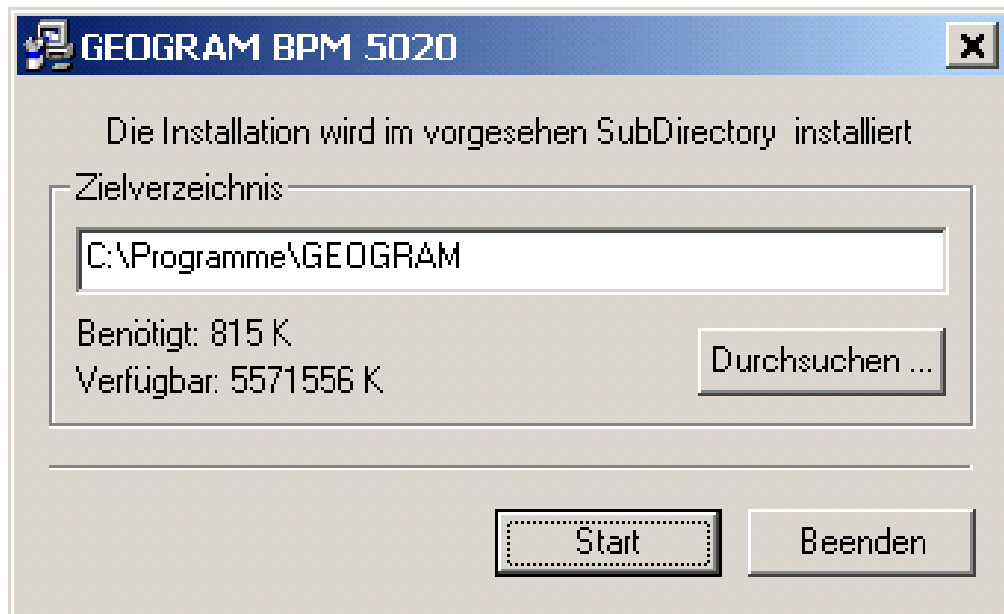 GEOGRAM BPM 5020
Die Installation wird im vorgesehen SubDirectory installiert
Zielverzeichnis
C:\Programme\GEOGRAM
Benötigt: 815 K
Verfügbar: 5571556 K
Durchsuchen ...
Start
Beenden